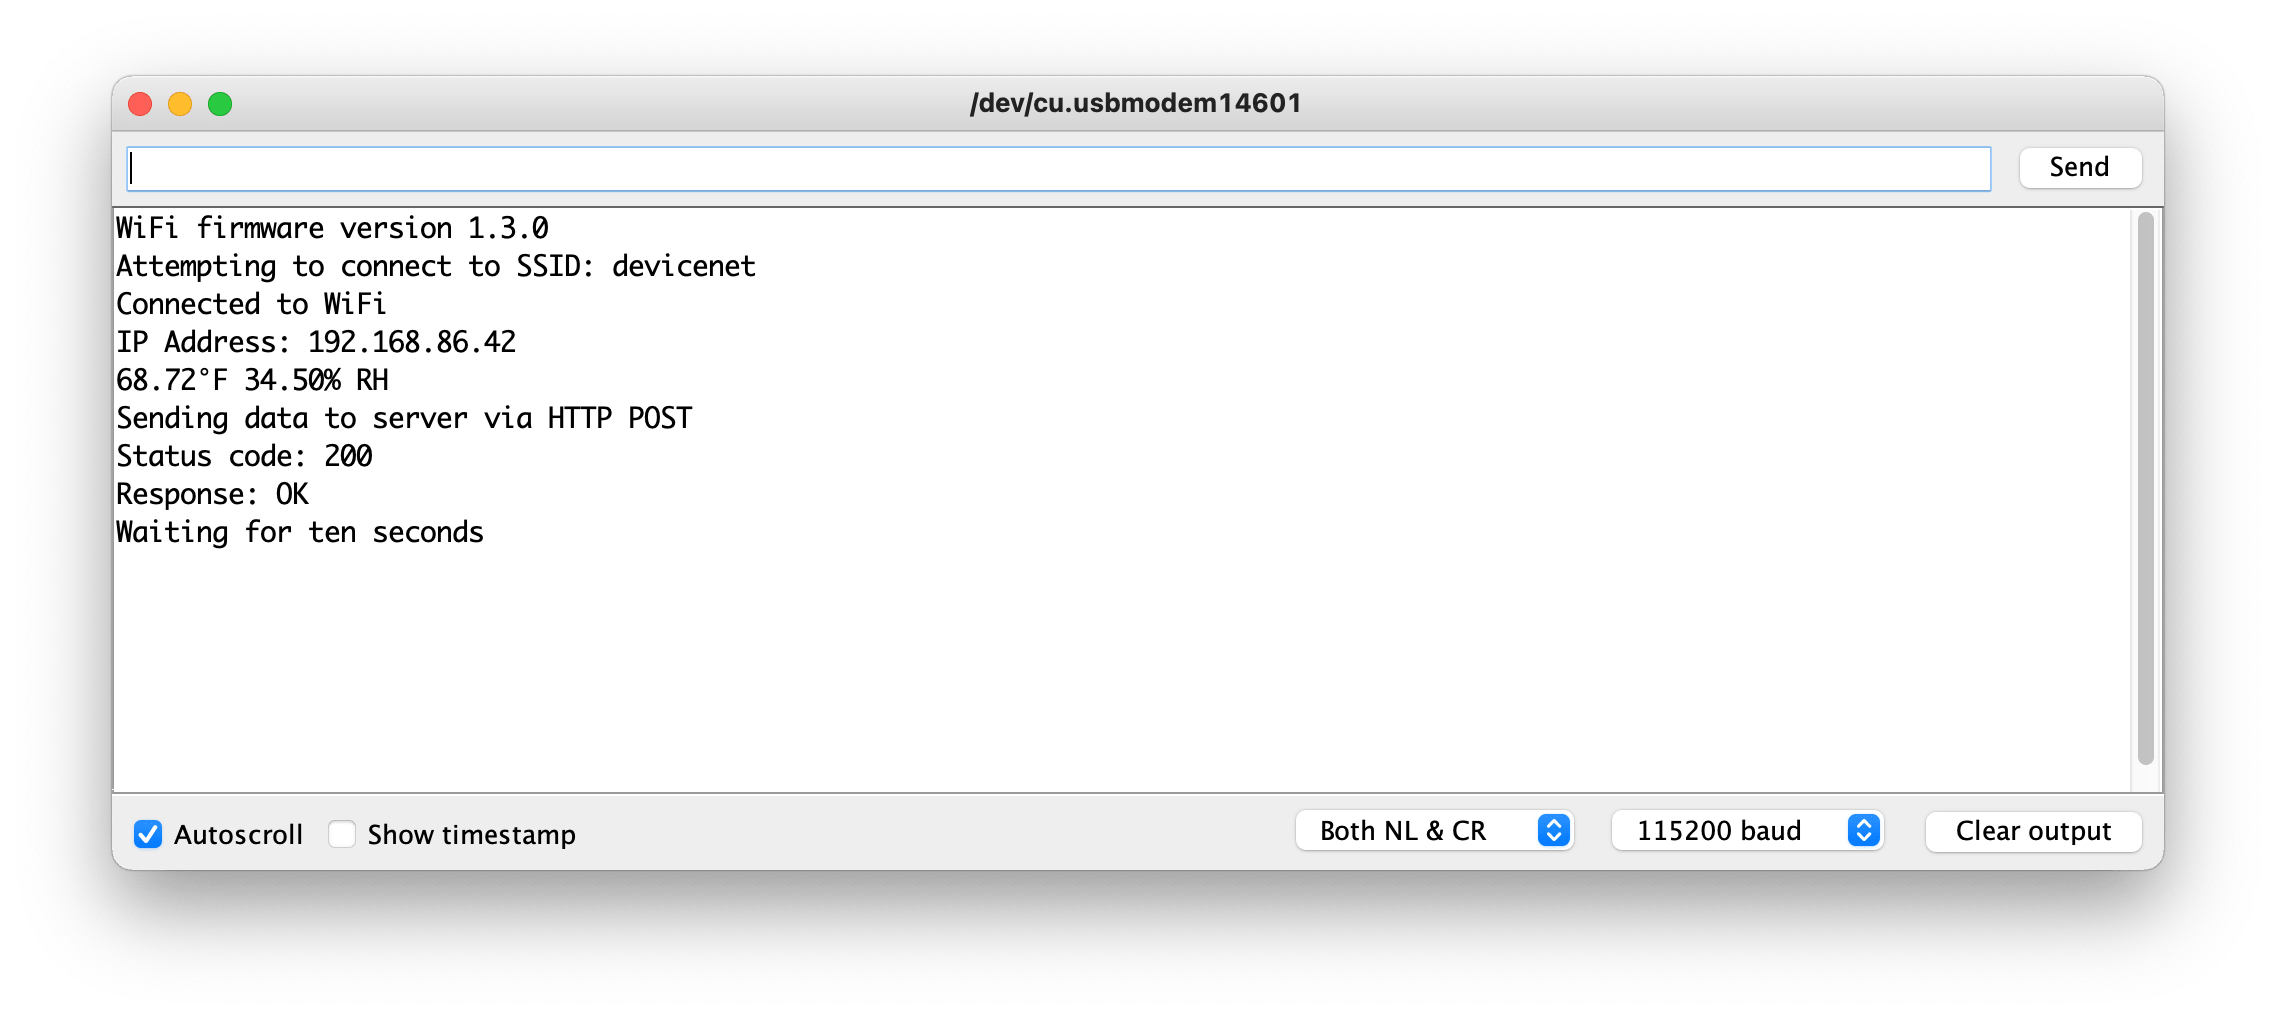 /dev/cu.usbmodem14601
Send
WiFi firmware version 1.3.0
Attempting to connect to SSID: devicenet
Connected to WiFi
IP Address: 192.168.86.42
68.72°F 34.50% RH
Sending data to server via HTTP POST
Status code: 200
Response: OK
Waiting for ten seconds
Autoscroll Show timestamp Both NL & CR 115200 baud Clear output